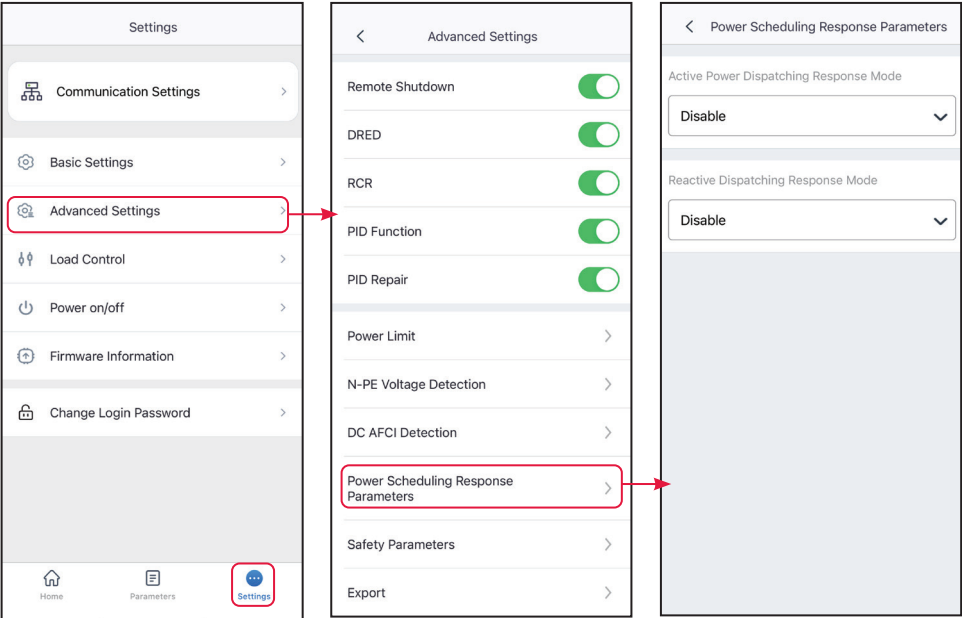 Settings
Communication Settings
Basic Settings
Advanced Settings
Load Control
Power on/off
Firmware Information
Change Login Password
Home
Parameters
Settings
Advanced Settings
Remote Shutdown
DRED
RCR
PID Function
PID Repair
Power Limit
N-PE Voltage Detection
DC AFCI Detection
Power Scheduling Response
Parameters
Safety Parameters
Export
Power Scheduling Response Parameters
Active Power Dispatching Response Mode
Disable
Reactive Dispatching Response Mode
Disable